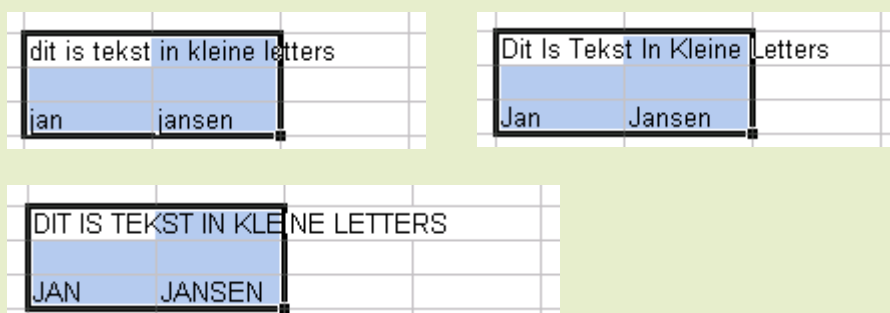 dit is tekst in kleine letters
jan jansen
Dit Is Tekst In Kleine Letters
Jan Jansen
DIT IS TEKST IN KLEINE LETTERS
JAN JANSEN